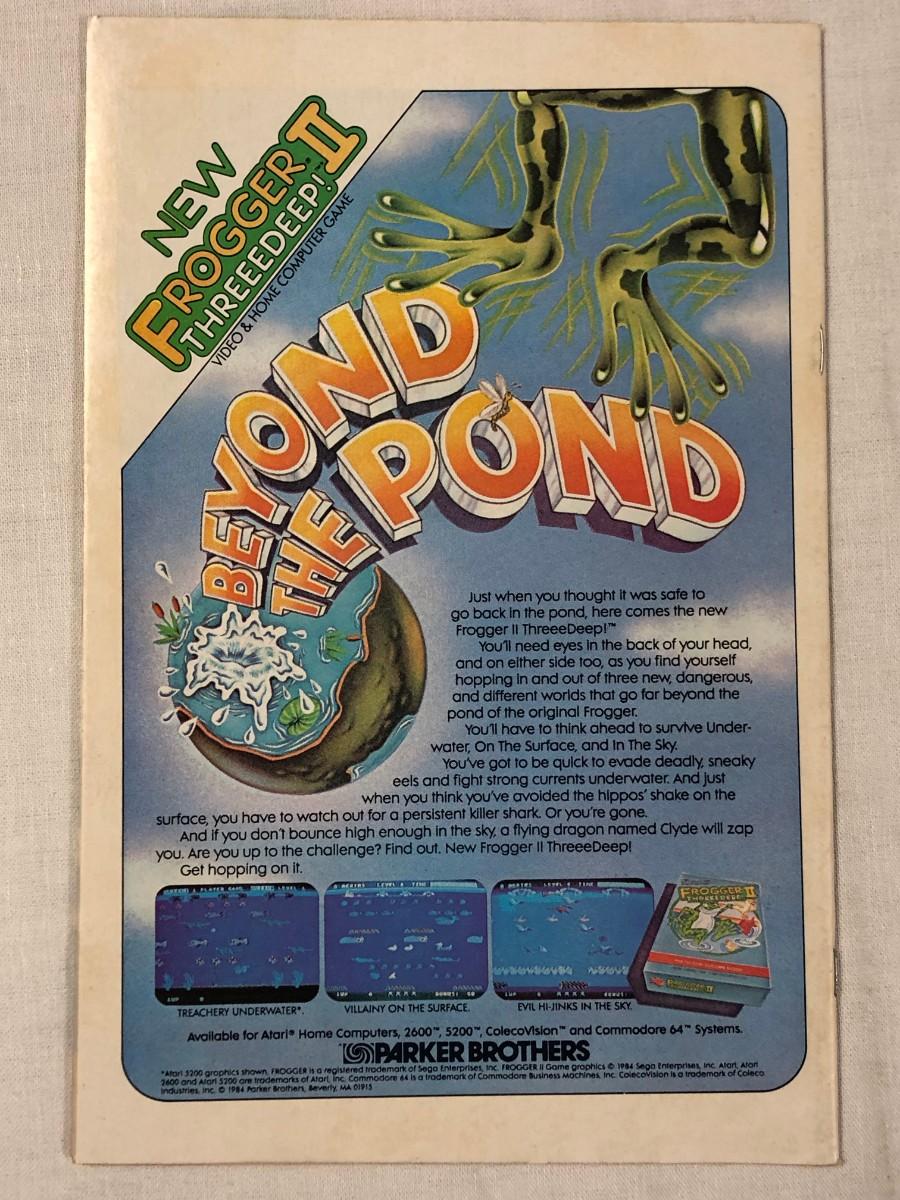 NEW
FROGGER II
THREEEDEEP!™
VIDEO & HOME COMPUTER GAME
BEYOND
THE POND
Just when you thought it was safe to
go back in the pond, here comes the new
Frogger II ThreeeDeep!™
You'll need eyes in the back of your head,
and on either side too, as you find yourself
hopping in and out of three new, dangerous,
and different worlds that go far beyond the
pond of the original Frogger.
You'll have to think ahead to survive Under-
water, On The Surface, and In The Sky.
You've got to be quick to evade deadly, sneaky
eels and fight strong currents underwater. And just
when you think you've avoided the hippos' shake on the
surface, you have to watch out for a persistent killer shark. Or you're gone.
And if you don't bounce high enough in the sky, a flying dragon named Clyde will zap
you. Are you up to the challenge? Find out. New Frogger II ThreeeDeep!
Get hopping on it.
FROGGER II
THREEEDEEP!
TREACHERY UNDERWATER*.
VILLAINY ON THE SURFACE.
EVIL HI-JINKS IN THE SKY.
Available for Atari® Home Computers, 2600™, 5200™, ColecoVision™ and Commodore 64™ Systems.
PARKER BROTHERS
*Atari 5200 graphics shown. FROGGER is a registered trademark of Sega Enterprises, Inc. FROGGER II Game graphics © 1984 Sega Enterprises, Inc. Atari, Atari
2600 and Atari 5200 are trademarks of Atari, Inc. Commodore 64 is a trademark of Commodore Business Machines, Inc. ColecoVision is a trademark of Coleco
Industries, Inc. © 1984 Parker Brothers, Beverly, MA 01915